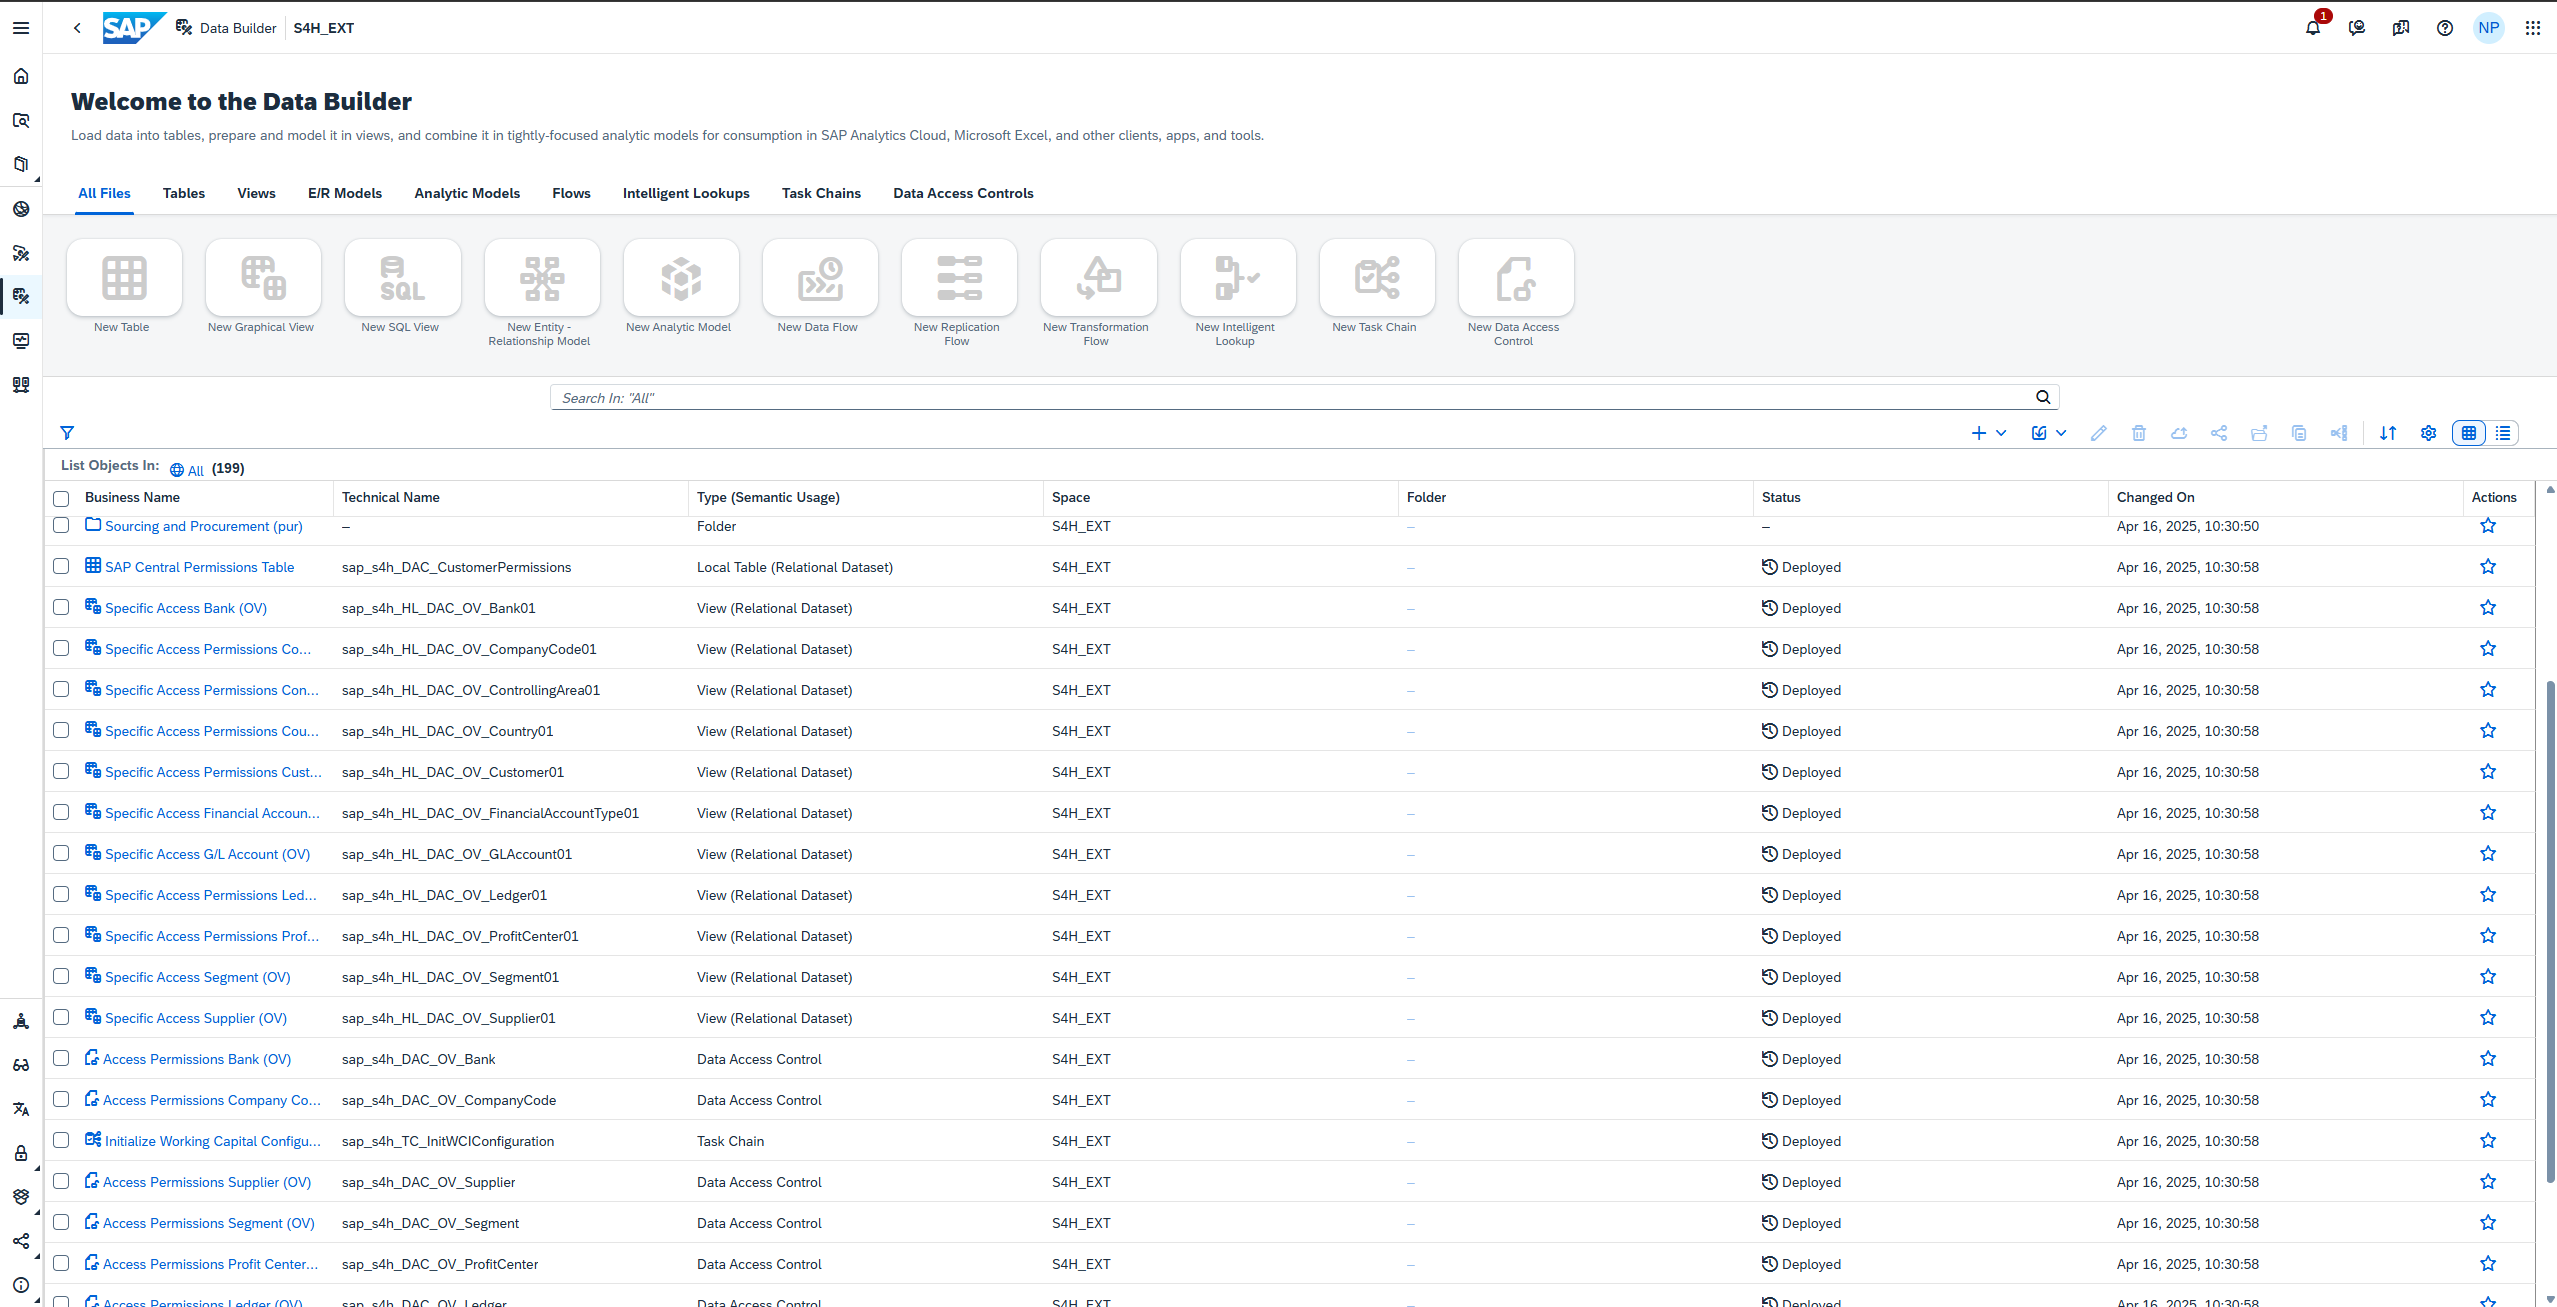 SAP Data Builder S4H_EXT 1 NP
Welcome to the Data Builder
Load data into tables, prepare and model it in views, and combine it in tightly-focused analytic models for consumption in SAP Analytics Cloud, Microsoft Excel, and other clients, apps, and tools.
All Files Tables Views E/R Models Analytic Models Flows Intelligent Lookups Task Chains Data Access Controls
SQL
New Table New Graphical View New SQL View New Entity - Relationship Model New Analytic Model New Data Flow New Replication Flow New Transformation Flow New Intelligent Lookup New Task Chain New Data Access Control
Search In: "All"
List Objects In: All (199)
Business Name Technical Name Type (Semantic Usage) Space Folder Status Changed On Actions
Sourcing and Procurement (pur) – Folder S4H_EXT – – Apr 16, 2025, 10:30:50
SAP Central Permissions Table sap_s4h_DAC_CustomerPermissions Local Table (Relational Dataset) S4H_EXT – Deployed Apr 16, 2025, 10:30:58
Specific Access Bank (OV) sap_s4h_HL_DAC_OV_Bank01 View (Relational Dataset) S4H_EXT – Deployed Apr 16, 2025, 10:30:58
Specific Access Permissions Co... sap_s4h_HL_DAC_OV_CompanyCode01 View (Relational Dataset) S4H_EXT – Deployed Apr 16, 2025, 10:30:58
Specific Access Permissions Con... sap_s4h_HL_DAC_OV_ControllingArea01 View (Relational Dataset) S4H_EXT – Deployed Apr 16, 2025, 10:30:58
Specific Access Permissions Cou... sap_s4h_HL_DAC_OV_Country01 View (Relational Dataset) S4H_EXT – Deployed Apr 16, 2025, 10:30:58
Specific Access Permissions Cust... sap_s4h_HL_DAC_OV_Customer01 View (Relational Dataset) S4H_EXT – Deployed Apr 16, 2025, 10:30:58
Specific Access Financial Accoun... sap_s4h_HL_DAC_OV_FinancialAccountType01 View (Relational Dataset) S4H_EXT – Deployed Apr 16, 2025, 10:30:58
Specific Access G/L Account (OV) sap_s4h_HL_DAC_OV_GLAccount01 View (Relational Dataset) S4H_EXT – Deployed Apr 16, 2025, 10:30:58
Specific Access Permissions Led... sap_s4h_HL_DAC_OV_Ledger01 View (Relational Dataset) S4H_EXT – Deployed Apr 16, 2025, 10:30:58
Specific Access Permissions Prof... sap_s4h_HL_DAC_OV_ProfitCenter01 View (Relational Dataset) S4H_EXT – Deployed Apr 16, 2025, 10:30:58
Specific Access Segment (OV) sap_s4h_HL_DAC_OV_Segment01 View (Relational Dataset) S4H_EXT – Deployed Apr 16, 2025, 10:30:58
Specific Access Supplier (OV) sap_s4h_HL_DAC_OV_Supplier01 View (Relational Dataset) S4H_EXT – Deployed Apr 16, 2025, 10:30:58
Access Permissions Bank (OV) sap_s4h_DAC_OV_Bank Data Access Control S4H_EXT – Deployed Apr 16, 2025, 10:30:58
Access Permissions Company Co... sap_s4h_DAC_OV_CompanyCode Data Access Control S4H_EXT – Deployed Apr 16, 2025, 10:30:58
Initialize Working Capital Configu... sap_s4h_TC_InitWCIConfiguration Task Chain S4H_EXT – Deployed Apr 16, 2025, 10:30:58
Access Permissions Supplier (OV) sap_s4h_DAC_OV_Supplier Data Access Control S4H_EXT – Deployed Apr 16, 2025, 10:30:58
Access Permissions Segment (OV) sap_s4h_DAC_OV_Segment Data Access Control S4H_EXT – Deployed Apr 16, 2025, 10:30:58
Access Permissions Profit Center... sap_s4h_DAC_OV_ProfitCenter Data Access Control S4H_EXT – Deployed Apr 16, 2025, 10:30:58
Access Permissions Ledger (OV) sap_s4h_DAC_OV_Ledger Data Access Control S4H_EXT – Deployed Apr 16, 2025, 10:30:58